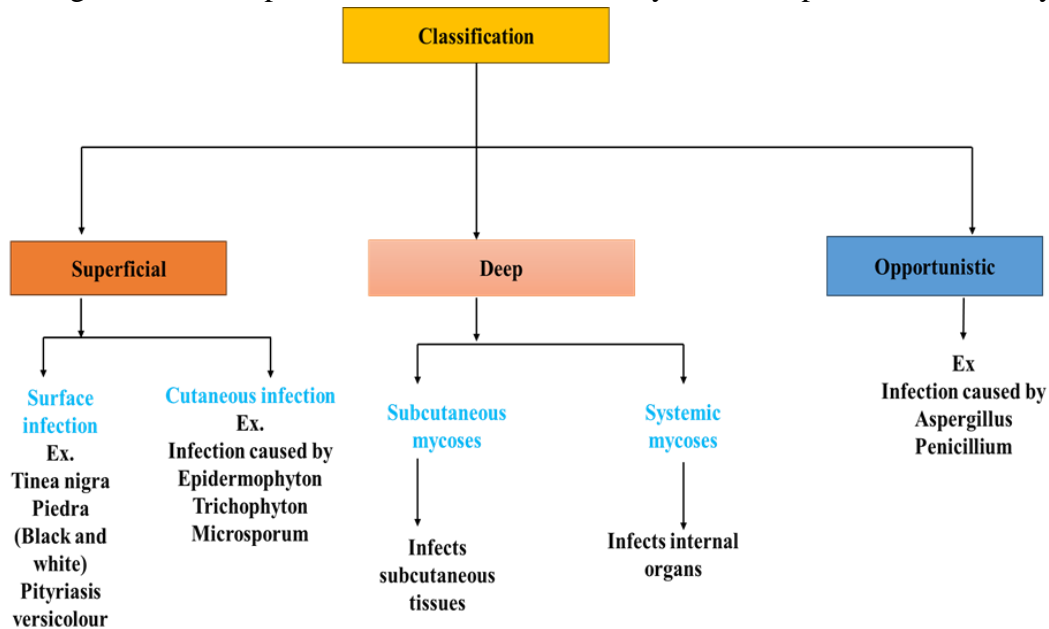 Classification
Superficial
Deep
Opportunistic
Surface
infection
Ex.
Tinea nigra
Piedra
(Black and
white)
Pityriasis
versicolour
Cutaneous infection
Ex.
Infection caused by
Epidermophyton
Trichophyton
Microsporum
Subcutaneous
mycoses
Infects
subcutaneous
tissues
Systemic
mycoses
Infects internal
organs
Ex
Infection caused by
Aspergillus
Penicillium